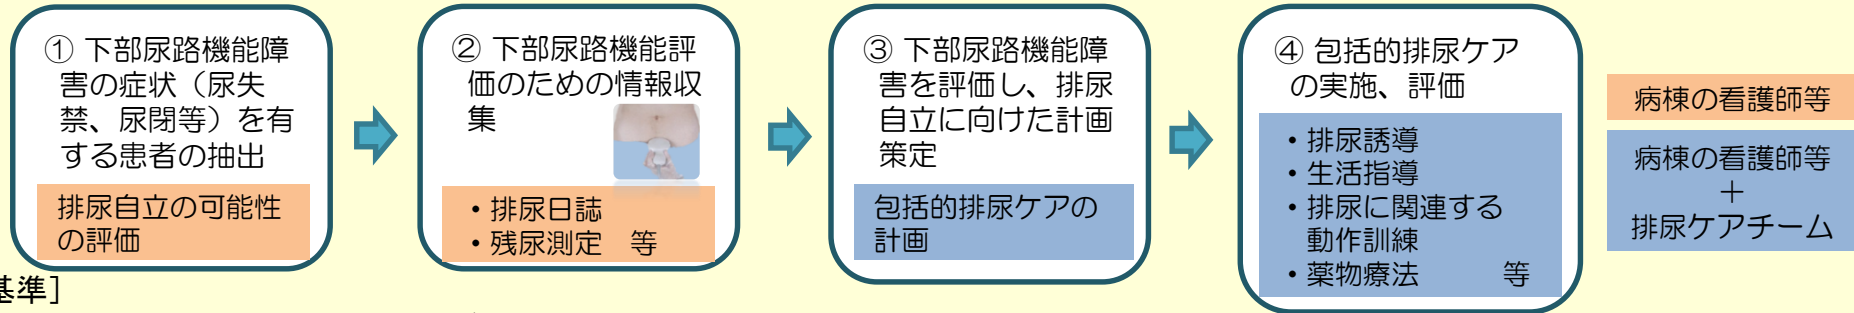 ① 下部尿路機能障
害の症状（尿失
禁、尿閉等）を有
する患者の抽出
排尿自立の可能性
の評価
② 下部尿路機能評
価のための情報収
集
・排尿日誌
・残尿測定　等
③ 下部尿路機能障
害を評価し、排尿
自立に向けた計画
策定
包括的排尿ケアの
計画
④ 包括的排尿ケア
の実施、評価
・排尿誘導
・生活指導
・排尿に関連する
動作訓練
・薬物療法　　　等
病棟の看護師等
病棟の看護師等
＋
排尿ケアチーム
基準］